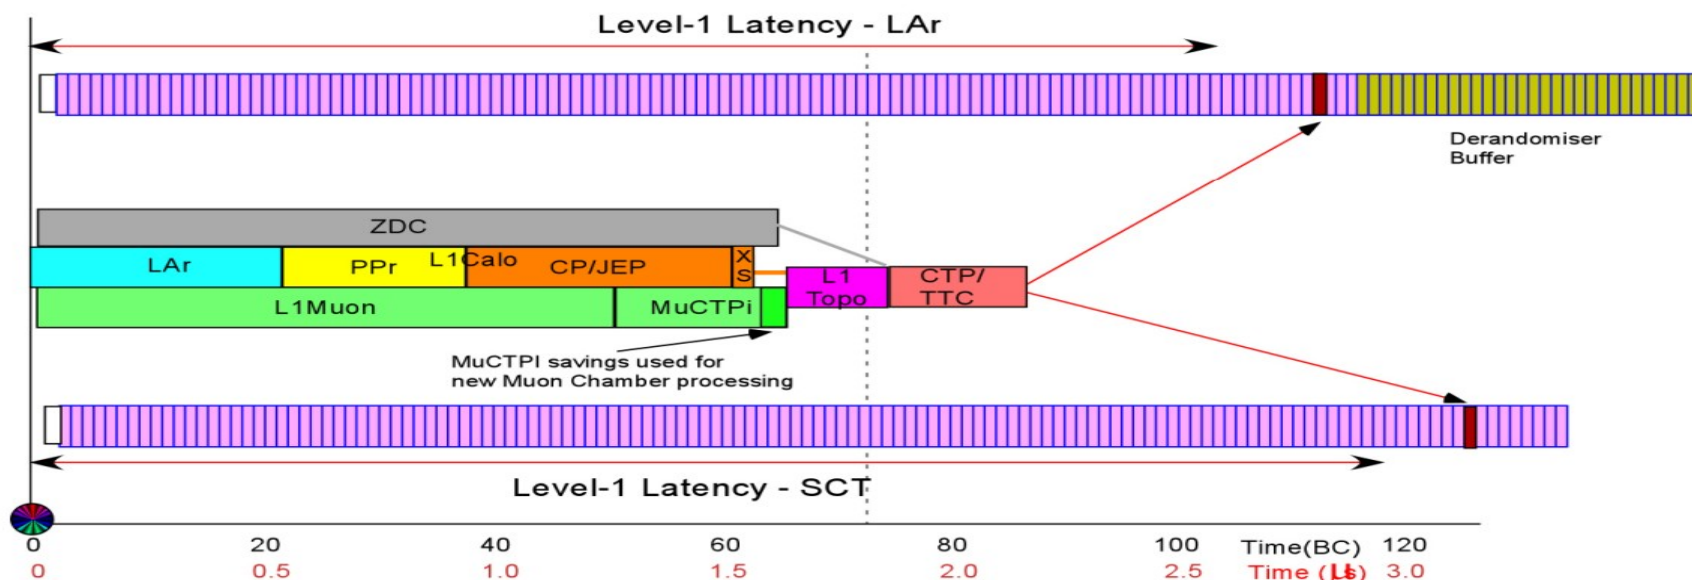 Level-1 Latency - LAr
Derandomiser
Buffer
ZDC
LAr
PPr
L1Calo
CP/JEP
X
S
L1
Topo
CTP/
TTC
L1Muon
MuCTPi
MuCTPI savings used for
new Muon Chamber processing
Level-1 Latency - SCT
0 20 40 60 80 100 Time(BC) 120
0 0.5 1.0 1.5 2.0 2.5 Time (μs) 3.0